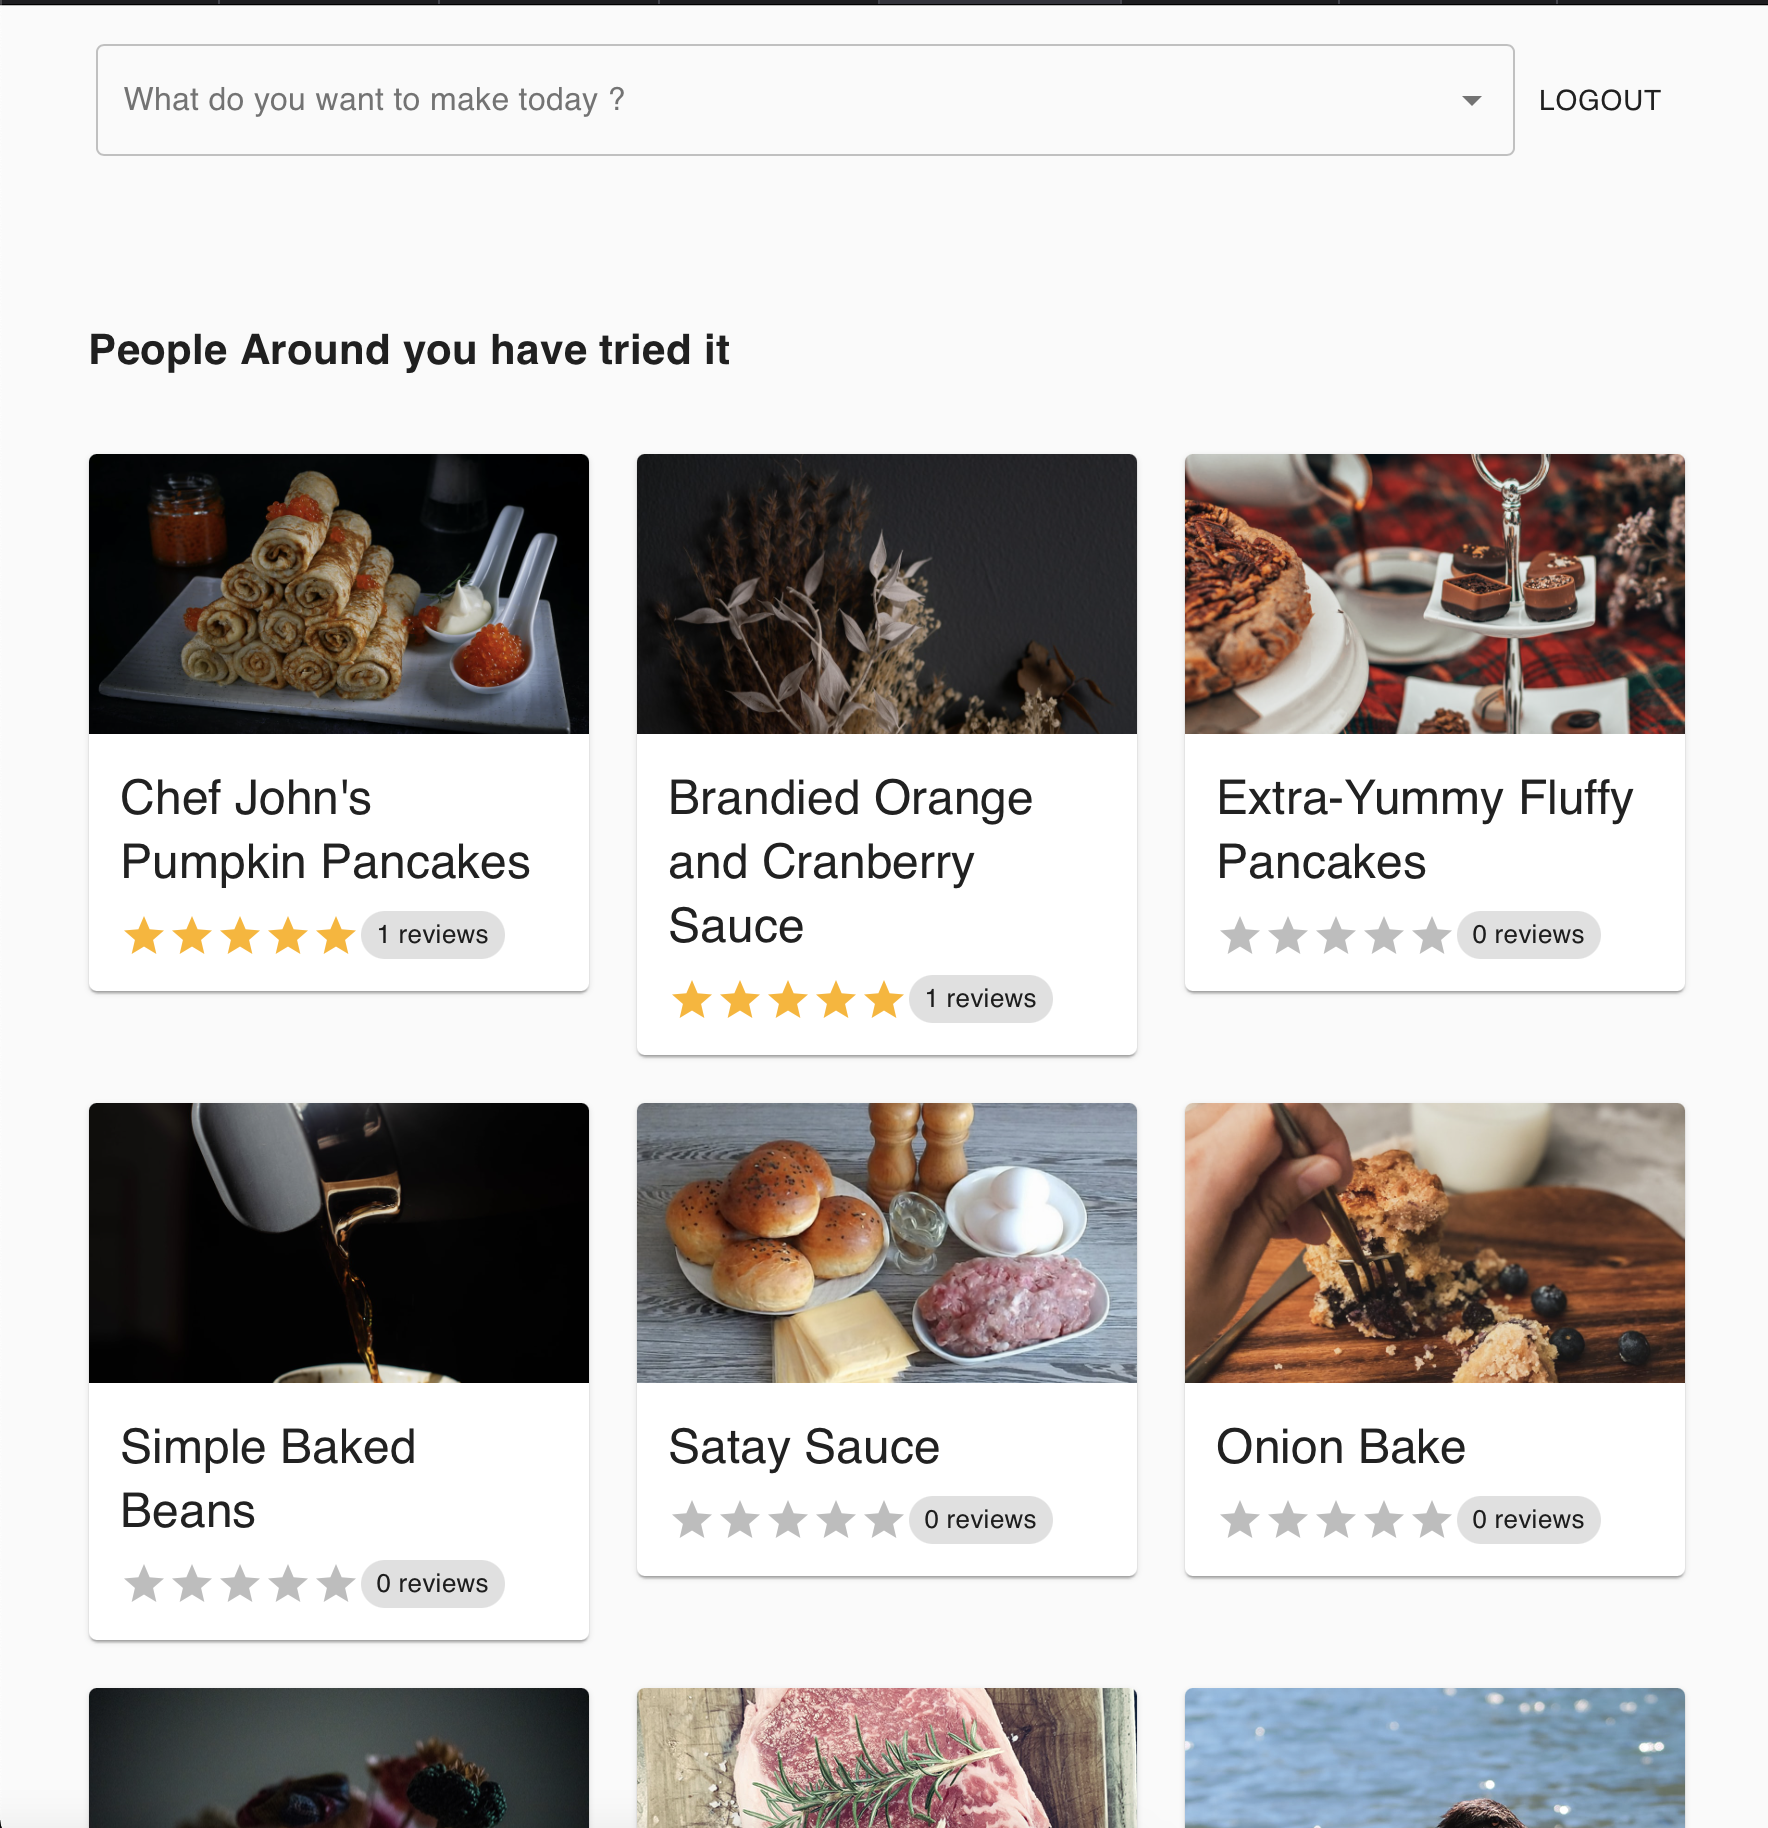 What do you want to make today ?
LOGOUT
People Around you have tried it
Chef John's
Pumpkin Pancakes
1 reviews
Brandied Orange
and Cranberry
Sauce
1 reviews
Extra-Yummy Fluffy
Pancakes
0 reviews
Simple Baked
Beans
0 reviews
Satay Sauce
0 reviews
Onion Bake
0 reviews